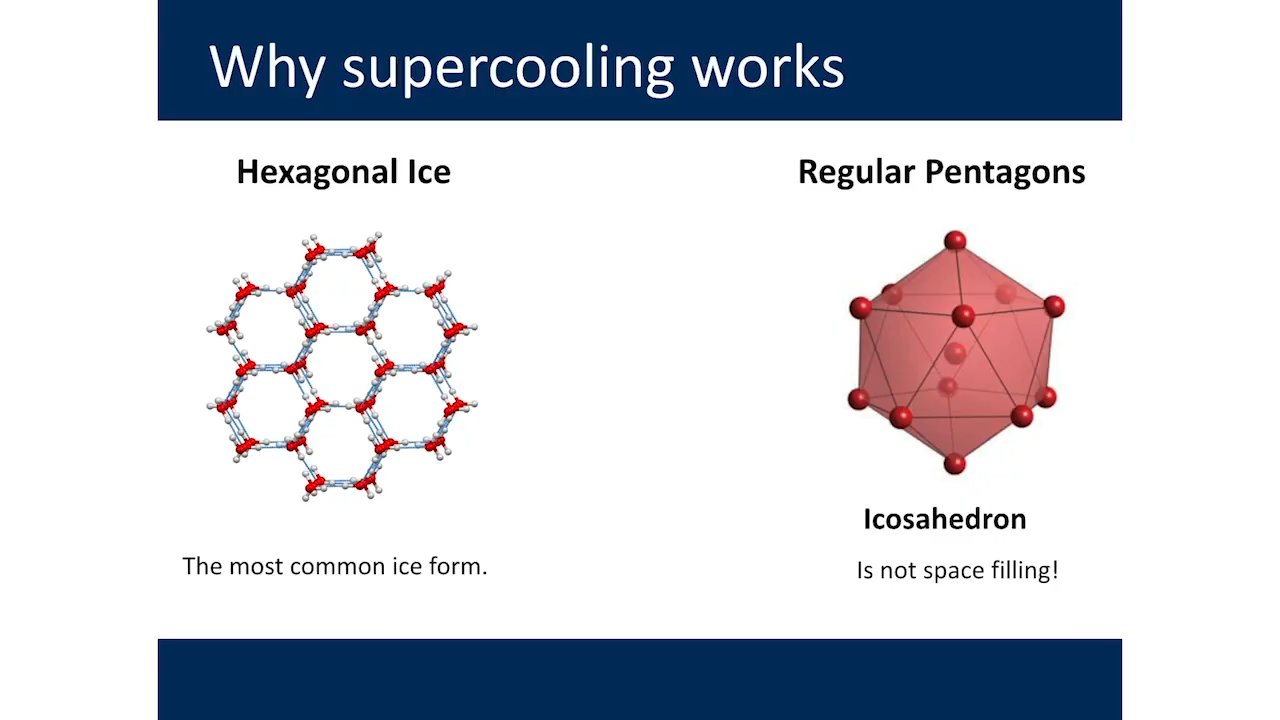 Why supercooling works
Hexagonal Ice
Regular Pentagons
Icosahedron
The most common ice form.
Is not space filling!